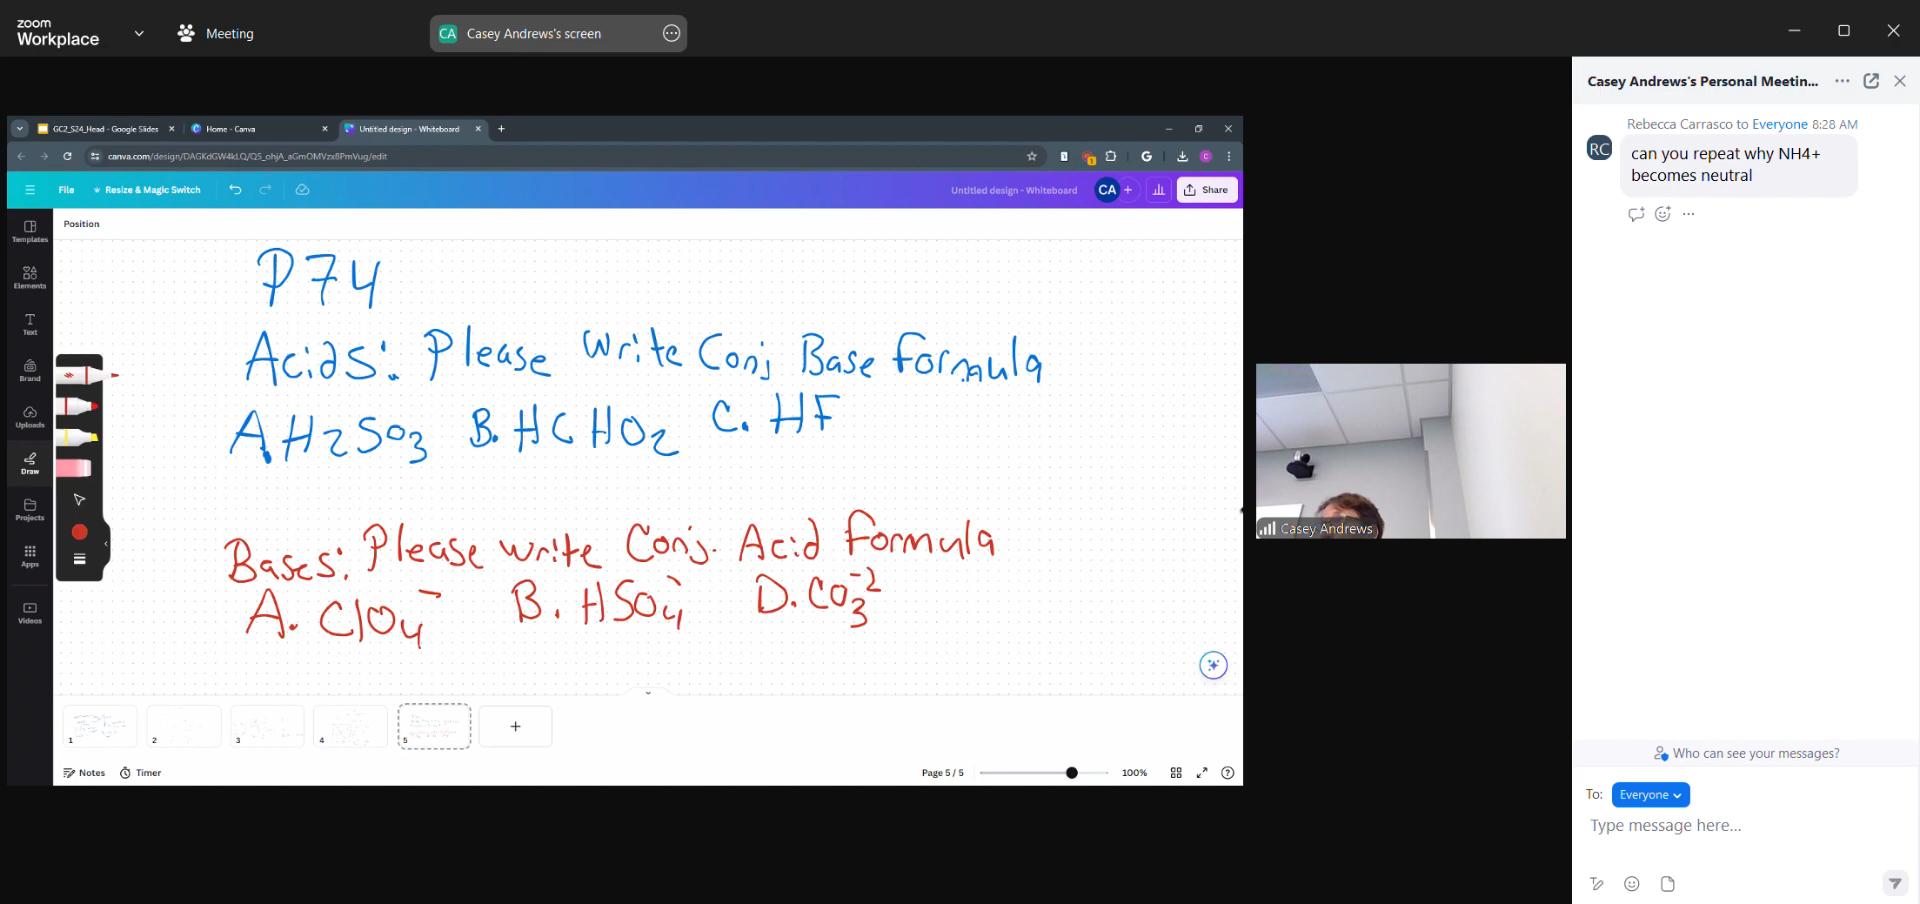 zoom
Workplace
Meeting
CA Casey Andrews's screen
GC2_S24_Head - Google Slides
Home - Canva
Untitled design - Whiteboard
canva.com/design/DAGKdGW4kLQ/Q5_ohjA_aGmOMVzx8PmVug/edit
File
Resize & Magic Switch
Untitled design - Whiteboard
CA
Share
Templates
Elements
Text
Brand
Uploads
Draw
Projects
Apps
Videos
Position
P74
Acids: Please Write Conj Base formula
A. H2SO3 B. HCHO2 C. HF
Bases: Please write Conj. Acid formula
A. ClO4⁻ B. HSO4⁻ D. CO3⁻²
1
2
3
4
5
Notes
Timer
Page 5 / 5
100%
Casey Andrews
Casey Andrews's Personal Meetin...
Rebecca Carrasco to Everyone 8:28 AM
RC
can you repeat why NH4+
becomes neutral
Who can see your messages?
To: Everyone
Type message here...